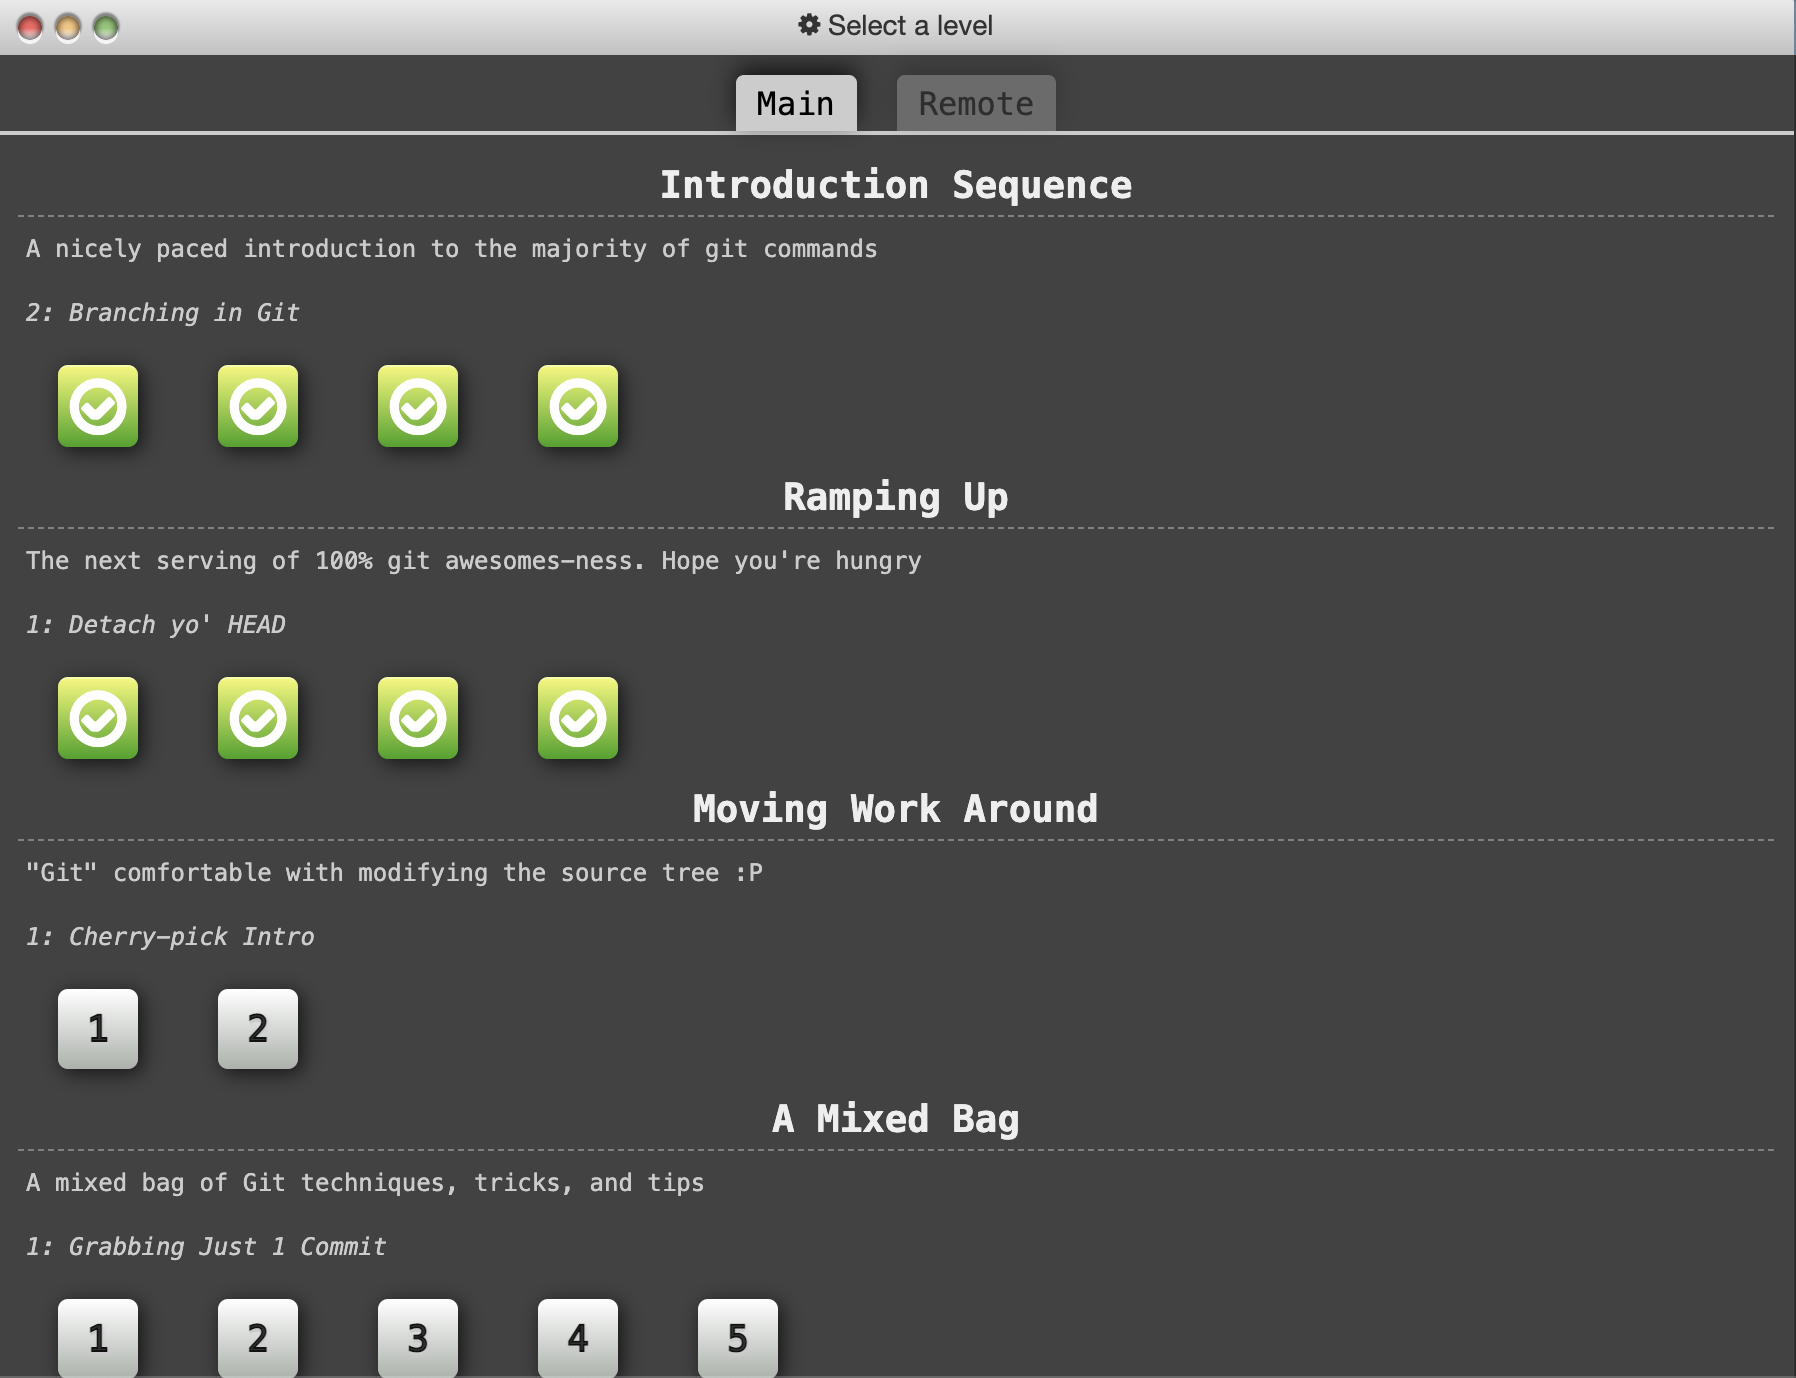 Select a level
Main Remote
Introduction Sequence
A nicely paced introduction to the majority of git commands
2: Branching in Git
Ramping Up
The next serving of 100% git awesomes-ness. Hope you're hungry
1: Detach yo' HEAD
Moving Work Around
"Git" comfortable with modifying the source tree :P
1: Cherry-pick Intro
1 2
A Mixed Bag
A mixed bag of Git techniques, tricks, and tips
1: Grabbing Just 1 Commit
1 2 3 4 5